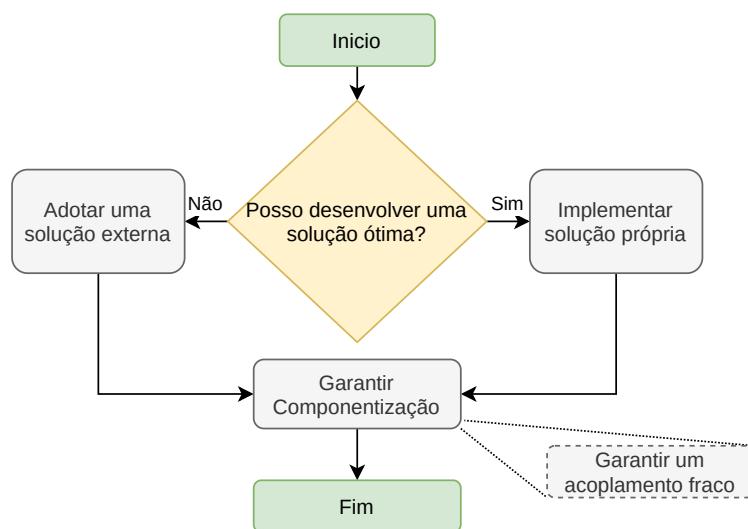 Inicio
Posso desenvolver uma
solução ótima?
Não
Sim
Adotar uma
solução externa
Implementar
solução própria
Garantir
Componentização
Garantir um
acoplamento fraco
Fim